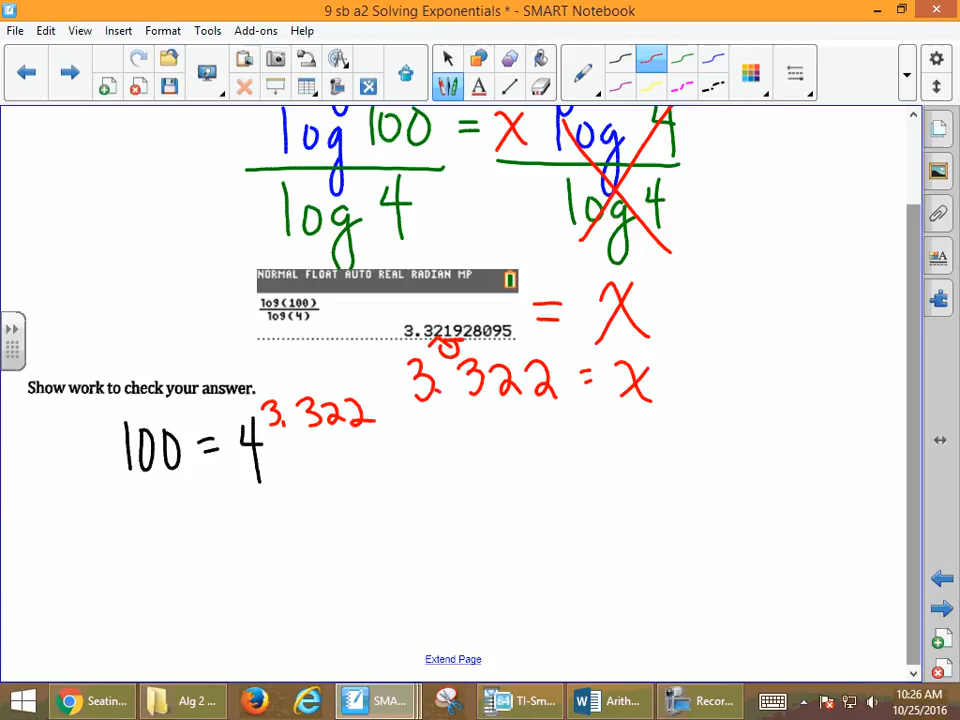 9 sb a2 Solving Exponentials * - SMART Notebook
File Edit View Insert Format Tools Add-ons Help
log 100 = x log 4
log 4 log 4
NORMAL FLOAT AUTO REAL RADIAN MP
log(100)
log(4)
3.321928095
= x
3.322 = x
Show work to check your answer.
100 = 4^3.322
Extend Page
Seatin... Alg 2 ... SMA... TI-Sm... Arith... Recor...
10:26 AM
10/25/2016